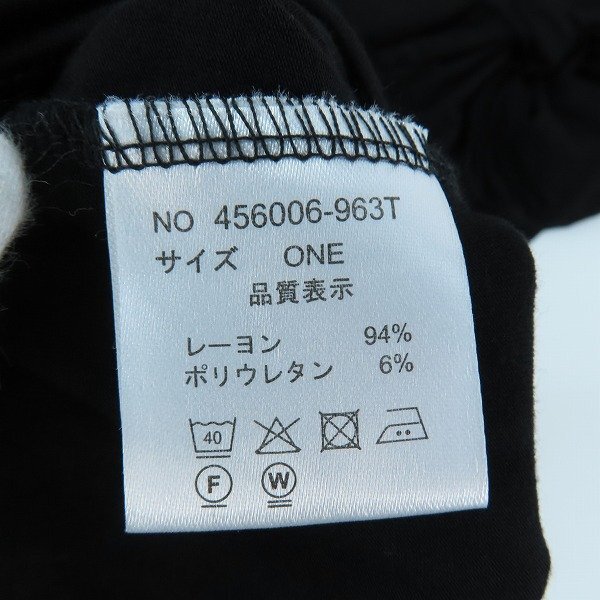 NO 456006-963T
サイズ ONE
品質表示
レーヨン 94%
ポリウレタン 6%
40
F W